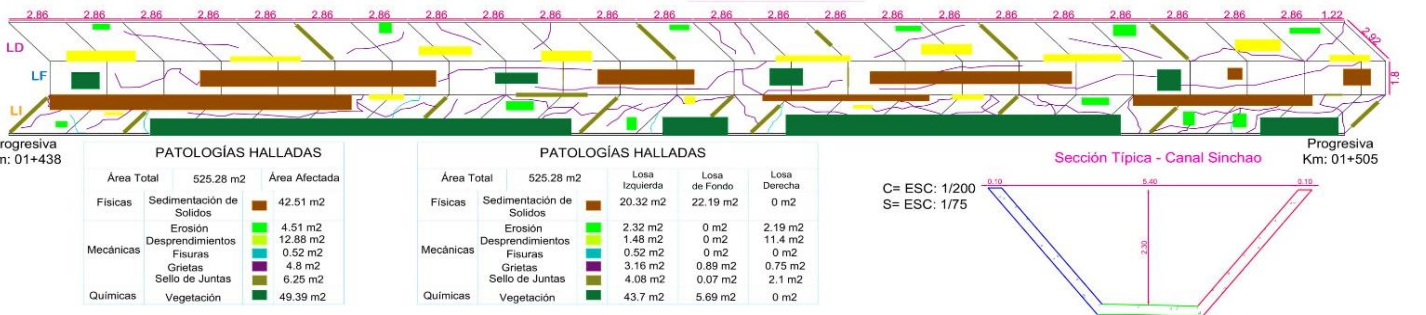 2.86 2.86 2.86 2.86 2.86 2.86 2.86 2.86 2.86 2.86 2.86 2.86 2.86 2.86 2.86 2.86 2.86 2.86 2.86 2.86 2.86 2.86 2.86 1.22
2.92
LD
LF
1.8
LI
rogresiva
m: 01+438
Progresiva
Km: 01+505
PATOLOGÍAS HALLADAS
Área Total 525.28 m2 Área Afectada
Físicas Sedimentación de Solidos 42.51 m2
Mecánicas
Erosión 4.51 m2
Desprendimientos 12.88 m2
Fisuras 0.52 m2
Grietas 4.8 m2
Sello de Juntas 6.25 m2
Químicas Vegetación 49.39 m2
PATOLOGÍAS HALLADAS
Área Total 525.28 m2 Losa Izquierda Losa de Fondo Losa Derecha
Físicas Sedimentación de Solidos 20.32 m2 22.19 m2 0 m2
Mecánicas
Erosión 2.32 m2 0 m2 2.19 m2
Desprendimientos 1.48 m2 0 m2 11.4 m2
Fisuras 0.52 m2 0 m2 0 m2
Grietas 3.16 m2 0.89 m2 0.75 m2
Sello de Juntas 4.08 m2 0.07 m2 2.1 m2
Químicas Vegetación 43.7 m2 5.69 m2 0 m2
Sección Típica - Canal Sinchao
C= ESC: 1/200
S= ESC: 1/75
0.10 5.40 0.10
2.30